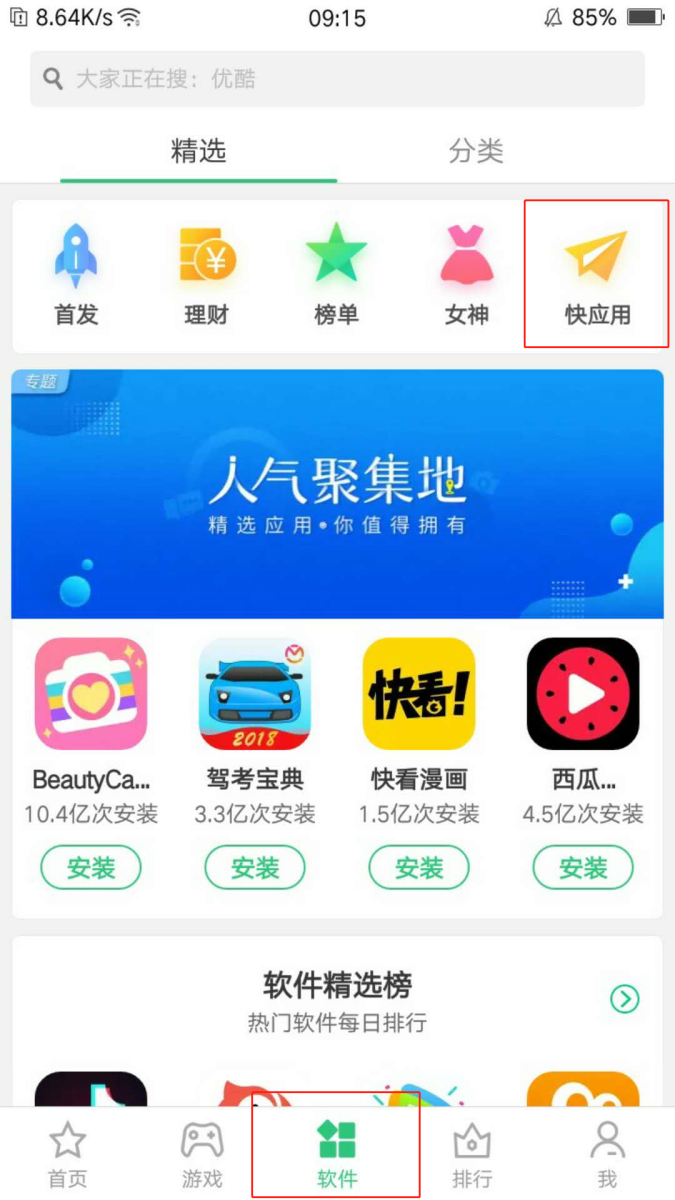 8.64K/s 09:15 85%
大家正在搜：优酷
精选 分类
首发 理财 榜单 女神 快应用
专题
人气聚集地
精选应用•你值得拥有
快看!
2018
BeautyCa... 驾考宝典 快看漫画 西瓜...
10.4亿次安装 3.3亿次安装 1.5亿次安装 4.5亿次安装
安装 安装 安装 安装
软件精选榜
热门软件每日排行
首页 游戏 软件 排行 我